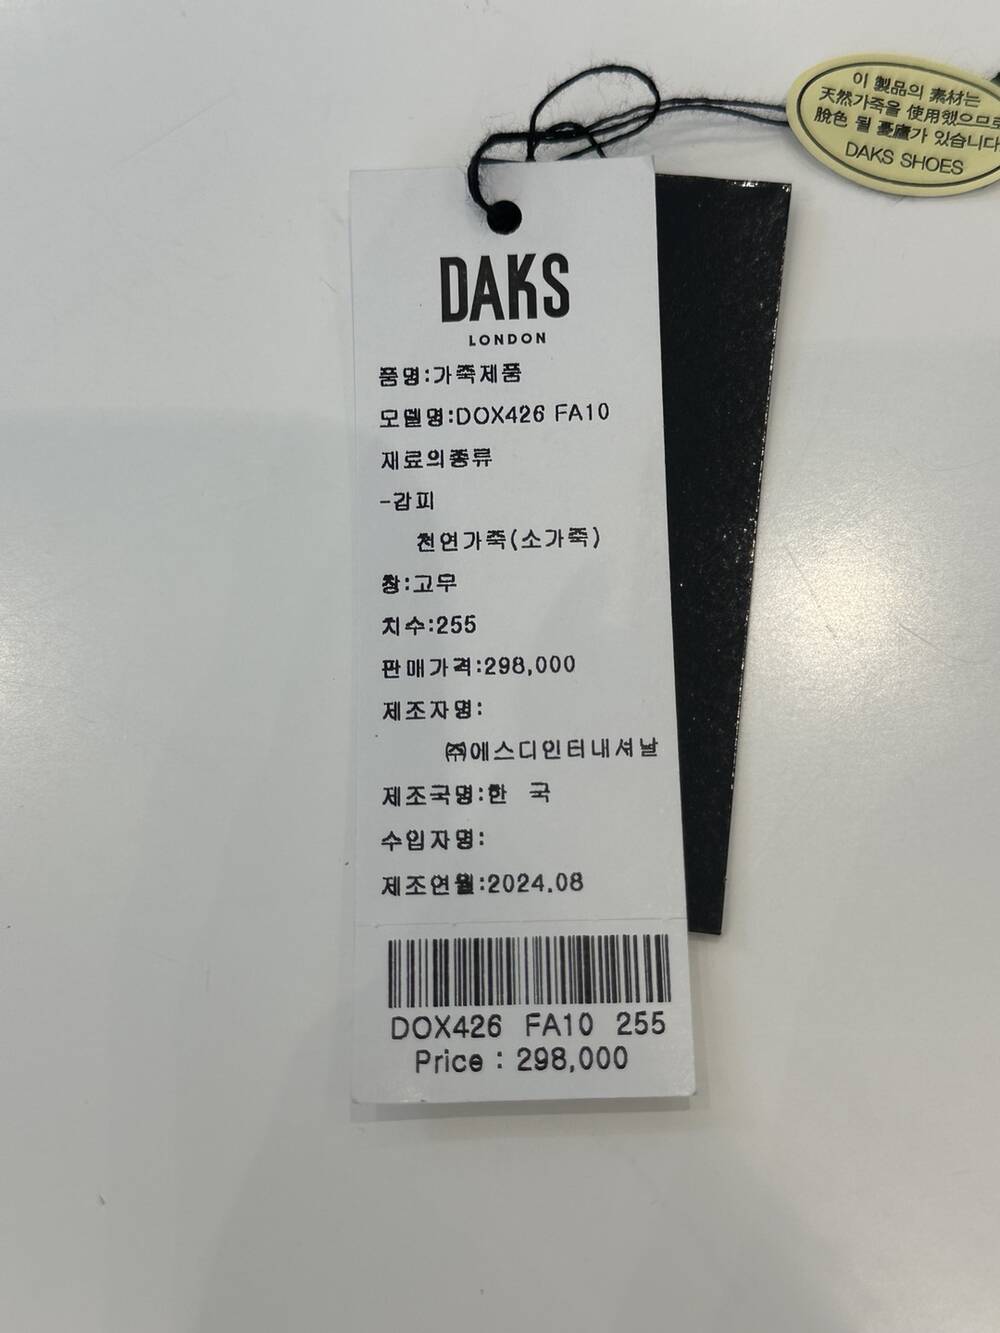 이 製品의 素材는
天然가죽을 使用했으므로
脫色 될 憂慮가 있습니다.
DAKS SHOES
DAKS
LONDON
품명:가죽제품
모델명:DOX426 FA10
재료의종류
-갑피
천연가죽(소가죽)
창:고무
치수:255
판매가격:298,000
제조자명:
㈜에스디인터내셔날
제조국명:한 국
수입자명:
제조연월:2024.08
DOX426 FA10 255
Price : 298,000